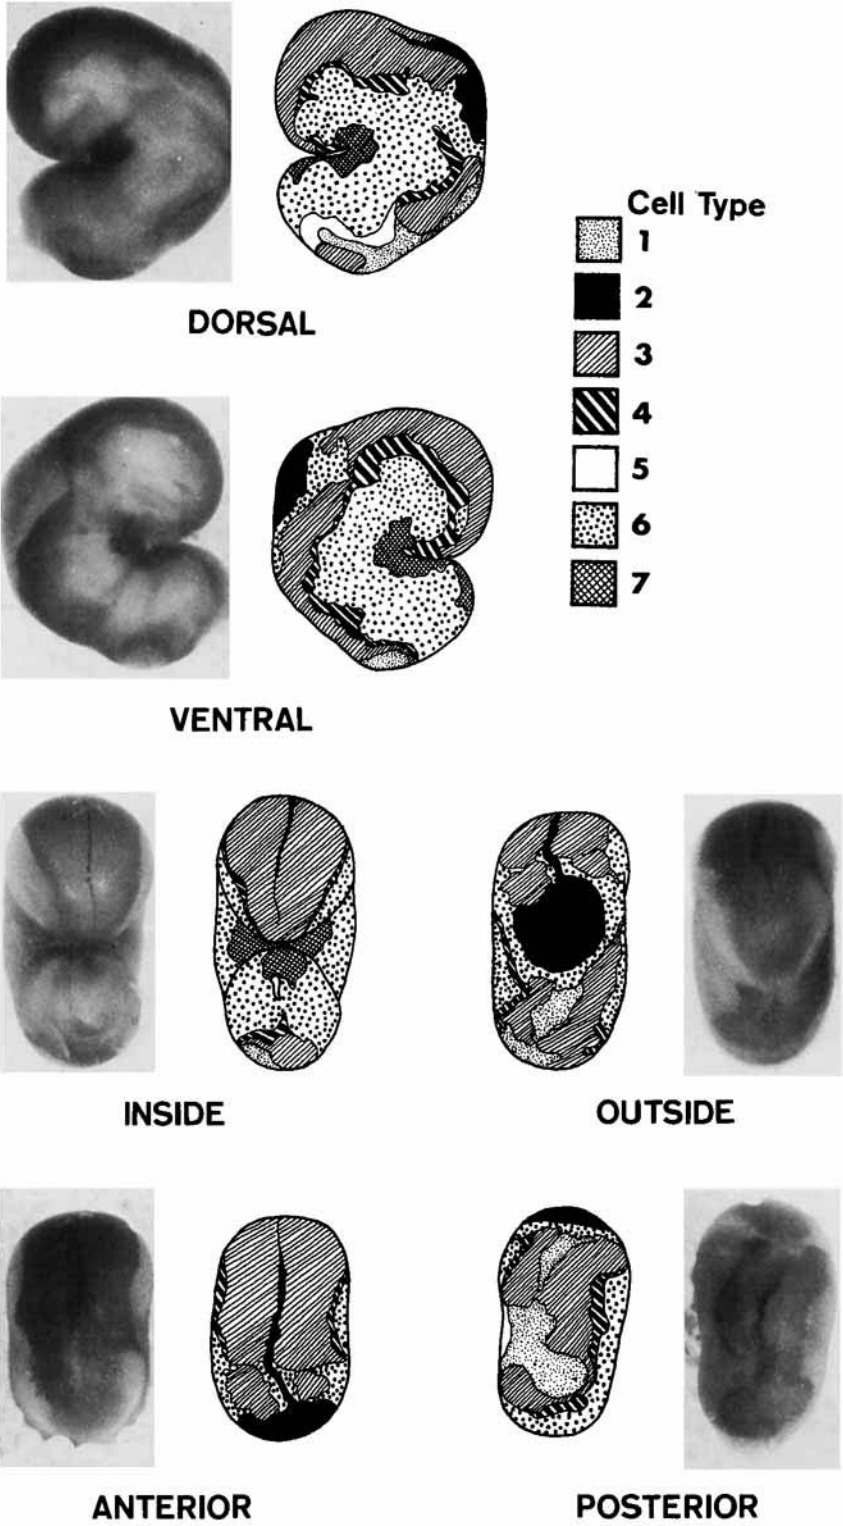 DORSAL
Cell Type
1
2
3
4
5
6
7
VENTRAL
INSIDE
OUTSIDE
ANTERIOR
POSTERIOR